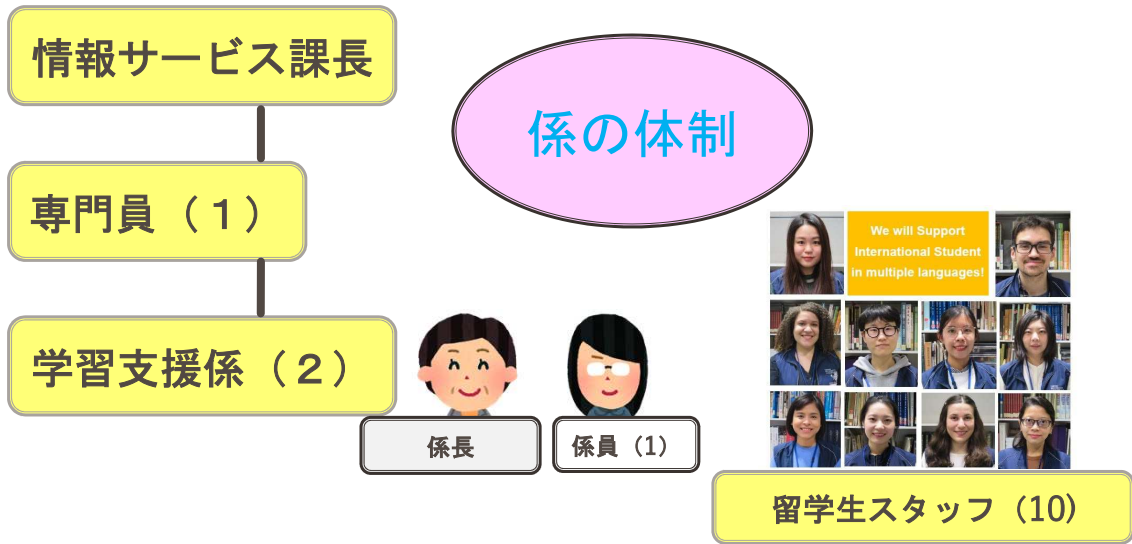 情報サービス課長
係の体制
専門員（１）
We will Support
International Student
in multiple languages!
学習支援係（２）
係長
係員（1）
留学生スタッフ（10）